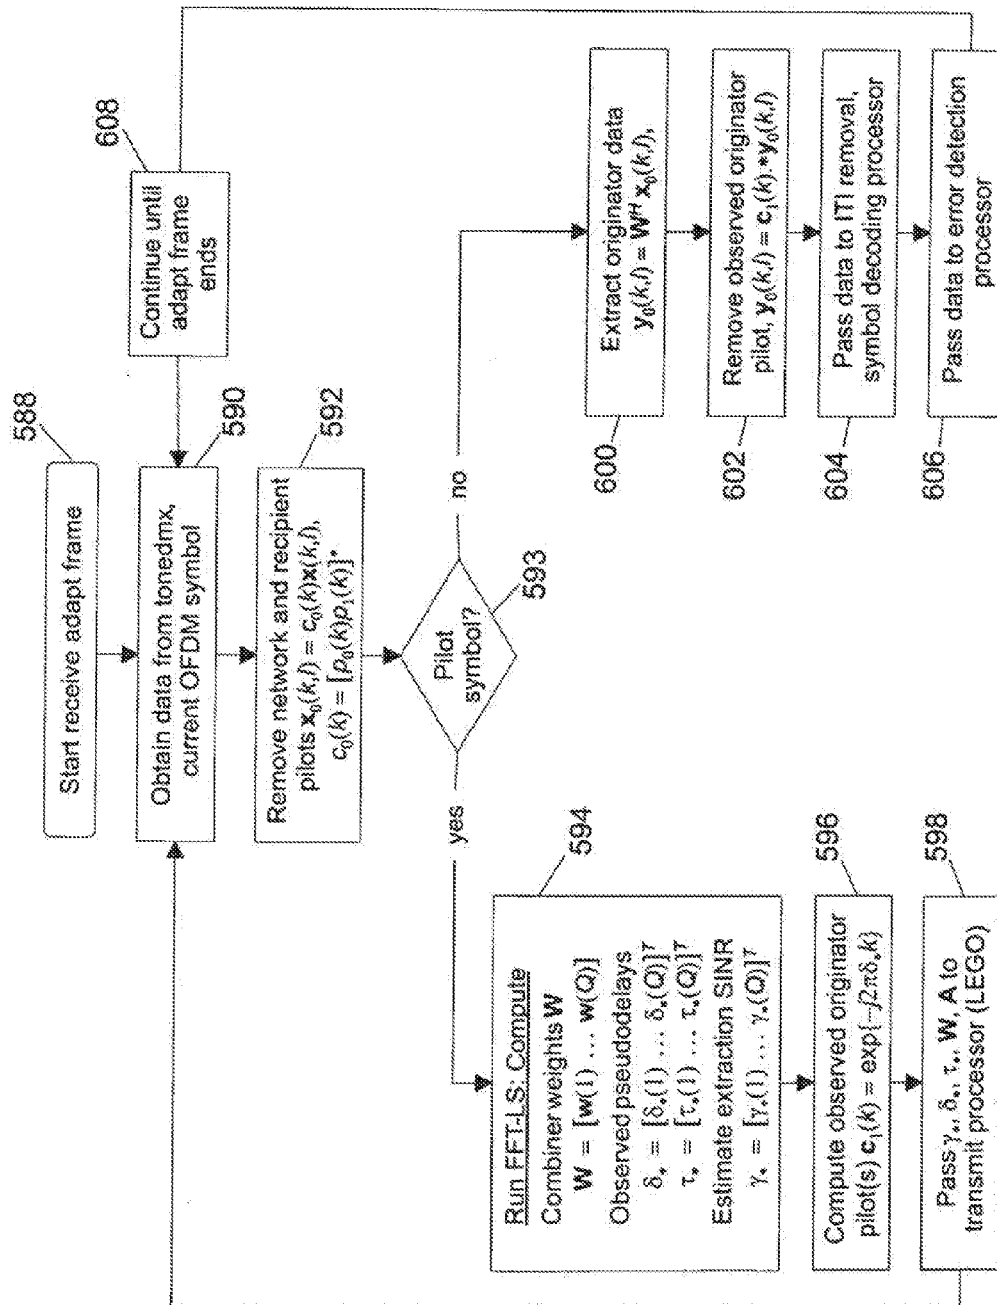 588
Start receive adapt frame
608
Continue until
adapt frame
ends
590
Obtain data from tonedmx,
current OFDM symbol
592
Remove network and recipient
pilots x₀(k,l) = c₀(k)x(k,l),
c₀(k) = [p₀(k)p₁(k)]*
593
Pilot
symbol?
yes
no
594
Run FFT-LS: Compute
Combiner weights W
W = [w(1) ... w(Q)]
Observed pseudodelays
δ* = [δ*(1) ... δ*(Q)]ᵀ
τ* = [τ*(1) ... τ*(Q)]ᵀ
Estimate extraction SINR
γ* = [γ*(1) ... γ*(Q)]ᵀ
596
Compute observed originator
pilot(s) c₁(k) = exp{-j2πδ*k}
598
Pass γ*, δ*, τ*, W, A to
transmit processor (LEGO)
600
Extract originator data
y₀(k,l) = Wᴴ x₀(k,l),
602
Remove observed originator
pilot, y₀(k,l) = c₁(k).*y₀(k,l)
604
Pass data to ITI removal,
symbol decoding processor
606
Pass data to error detection
processor